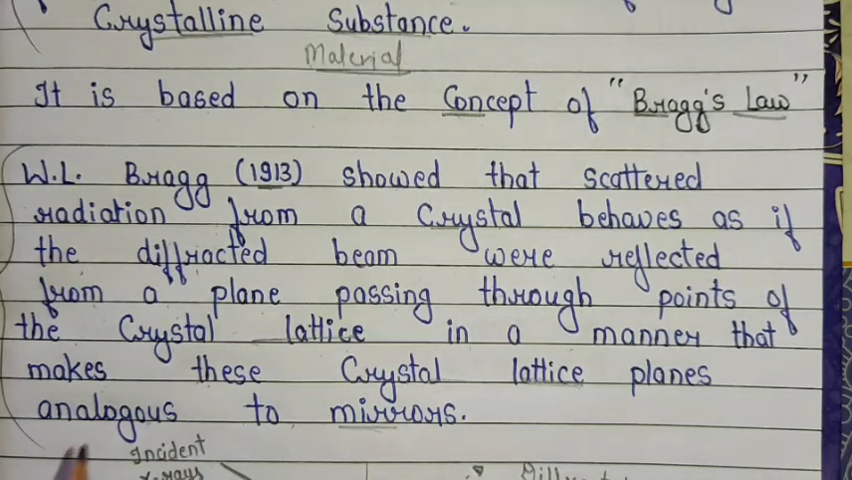 Crystalline Substance.
Material
It is based on the Concept of "Bragg's Law"
W.L. Bragg (1913) showed that scattered
radiation from a Crystal behaves as if
the diffracted beam were reflected
from a plane passing through points of
the Crystal lattice in a manner that
makes these Crystal lattice planes
analogous to mirrors.
Incident
x-rays